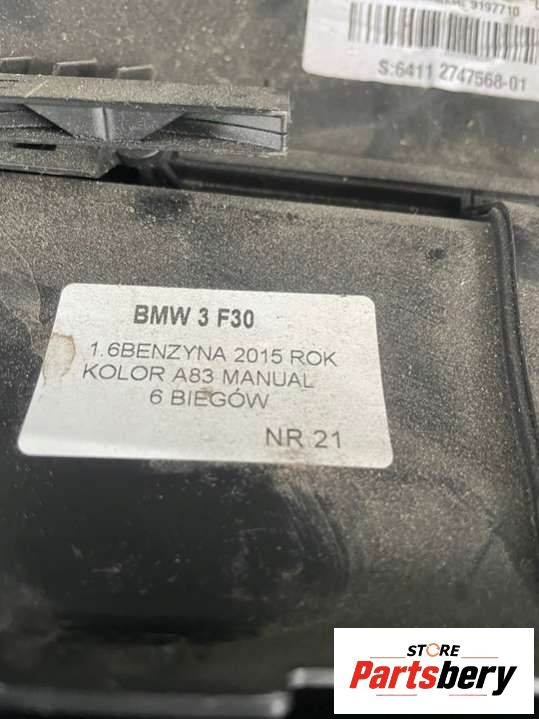 9197710
S:6411 2747568-01
BMW 3 F30
1.6BENZYNA 2015 ROK
KOLOR A83 MANUAL
6 BIEGÓW
NR 21
STORE
Partsbery